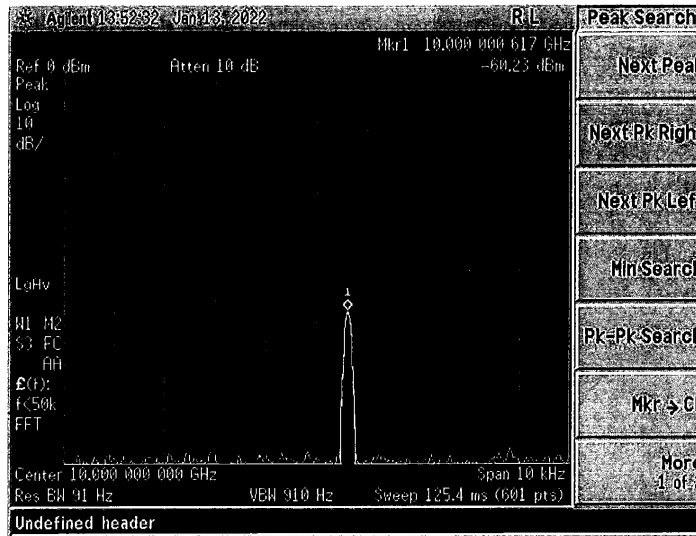 Agilent 13:52:32 Jan 13, 2022 R L
Peak Search
Mkr1 10.000 000 617 GHz
Ref 0 dBm Atten 10 dB -60.23 dBm
Peak
Log
10
dB/
Next Peak
Next Pk Righ
Next Pk Lef
Min Search
LgAv
1
W1 M2
S3 FC
AA
Pk-Pk Search
£(f):
f<50k
FFT
Mkr → C
Center 10.000 000 000 GHz Span 10 kHz
Res BW 91 Hz VBW 910 Hz Sweep 125.4 ms (601 pts)
More
1 of
Undefined header